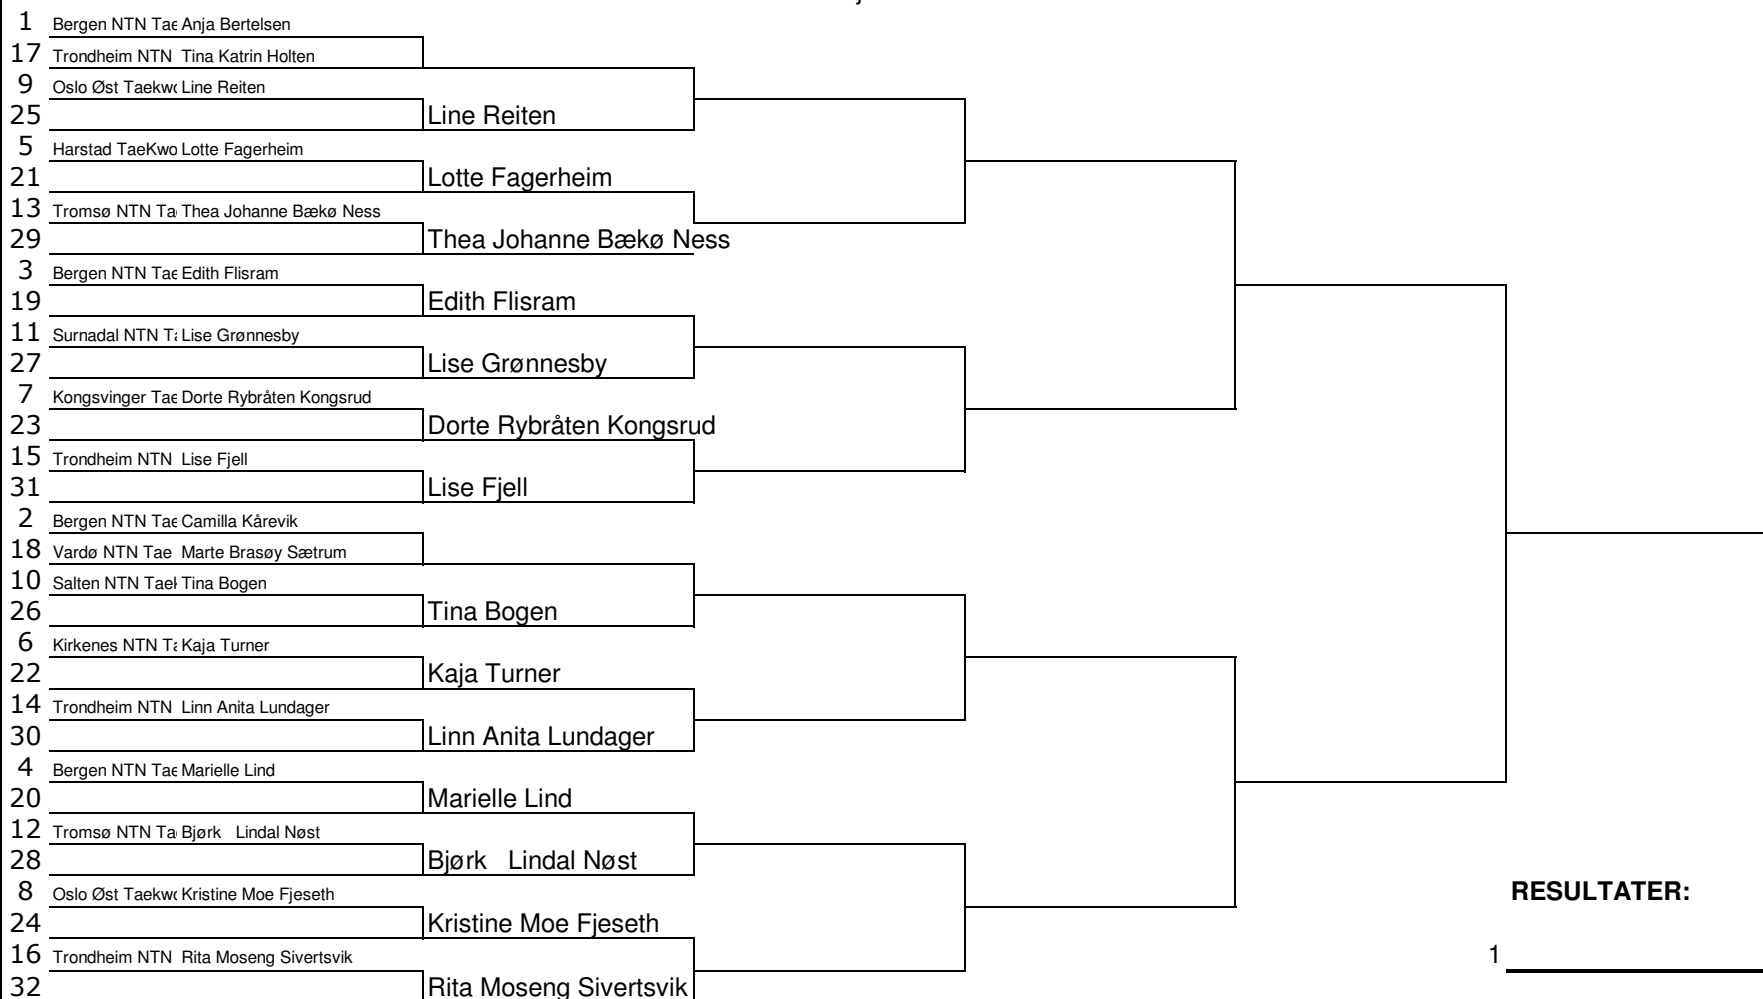 1 Bergen NTN Tae Anja Bertelsen
17 Trondheim NTN Tina Katrin Holten
9 Oslo Øst Taekwo Line Reiten
25 Line Reiten
5 Harstad TaeKwo Lotte Fagerheim
21 Lotte Fagerheim
13 Tromsø NTN Ta Thea Johanne Bækø Ness
29 Thea Johanne Bækø Ness
3 Bergen NTN Tae Edith Flisram
19 Edith Flisram
11 Surnadal NTN Ta Lise Grønnesby
27 Lise Grønnesby
7 Kongsvinger Tae Dorte Rybråten Kongsrud
23 Dorte Rybråten Kongsrud
15 Trondheim NTN Lise Fjell
31 Lise Fjell
2 Bergen NTN Tae Camilla Kårevik
18 Vardø NTN Tae Marte Brasøy Sætrum
10 Salten NTN Taek Tina Bogen
26 Tina Bogen
6 Kirkenes NTN Ta Kaja Turner
22 Kaja Turner
14 Trondheim NTN Linn Anita Lundager
30 Linn Anita Lundager
4 Bergen NTN Tae Marielle Lind
20 Marielle Lind
12 Tromsø NTN Ta Bjørk Lindal Nøst
28 Bjørk Lindal Nøst
8 Oslo Øst Taekwo Kristine Moe Fjeseth
RESULTATER:
24 Kristine Moe Fjeseth
16 Trondheim NTN Rita Moseng Sivertsvik
1
32 Rita Moseng Sivertsvik